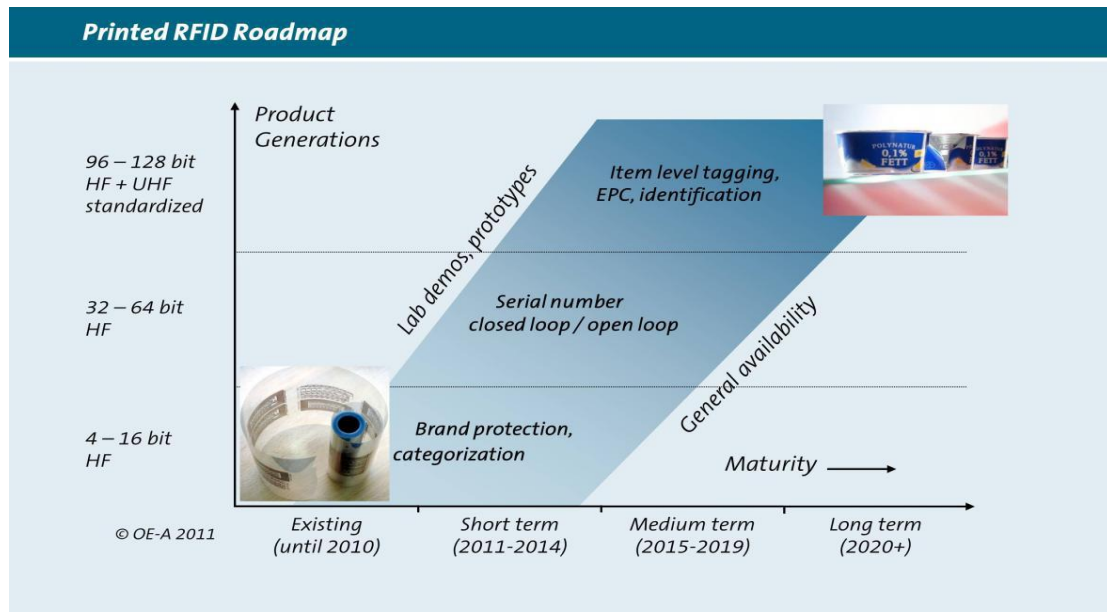 Printed RFID Roadmap
Product
Generations
96 – 128 bit
HF + UHF
standardized
Item level tagging,
EPC, identification
POLYNATUR
0,1%
FETT
0,1%
FETT
Lab demos, prototypes
32 – 64 bit
HF
Serial number
closed loop / open loop
General availability
4 – 16 bit
HF
Brand protection,
categorization
Maturity
© OE-A 2011
Existing
(until 2010)
Short term
(2011-2014)
Medium term
(2015-2019)
Long term
(2020+)